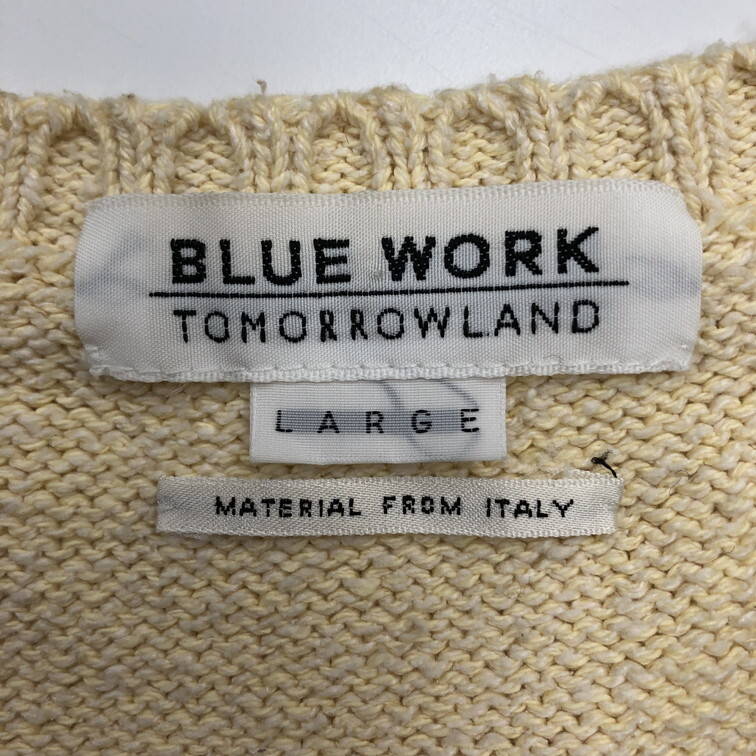 BLUE WORK
TOMORROWLAND
LARGE
MATERIAL FROM ITALY